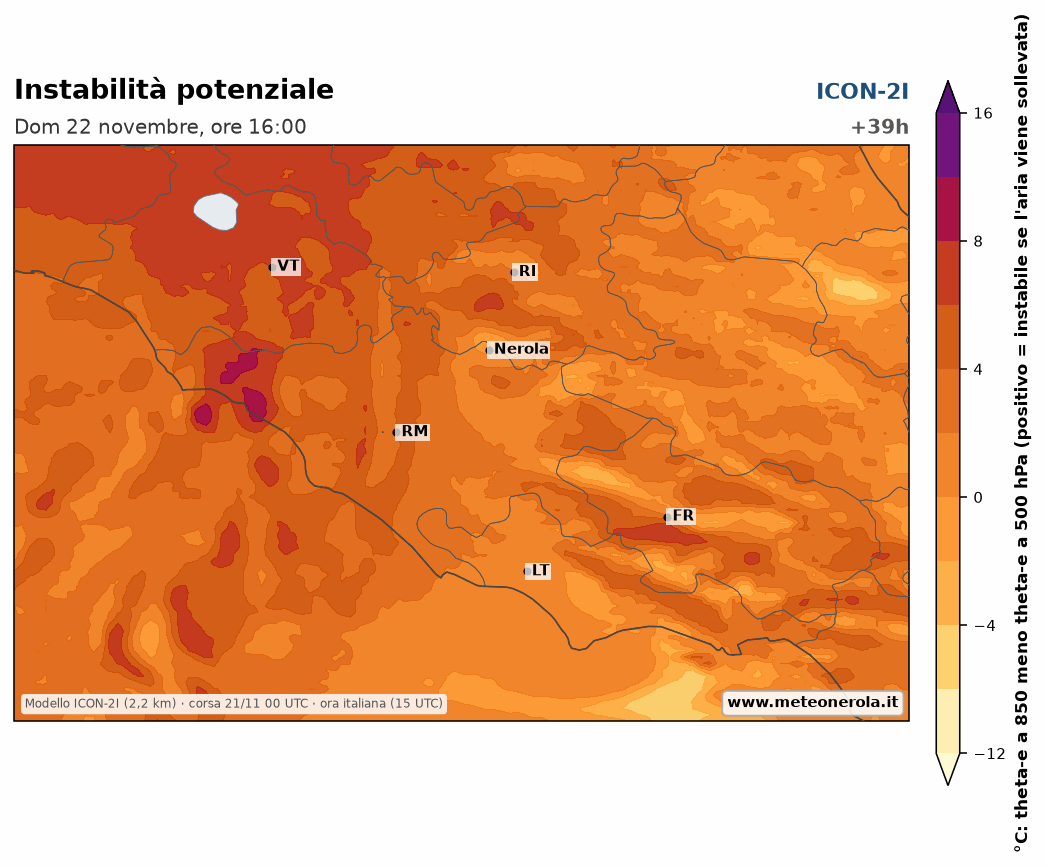 Instabilità potenziale
ICON-2I
Dom 22 novembre, ore 16:00
+39h
VT
RI
Nerola
RM
FR
LT
Modello ICON-2I (2,2 km) · corsa 21/11 00 UTC · ora italiana (15 UTC)
www.meteonerola.it
16
8
4
0
−4
−12
°C: theta-e a 850 meno theta-e a 500 hPa (positivo = instabile se l'aria viene sollevata)